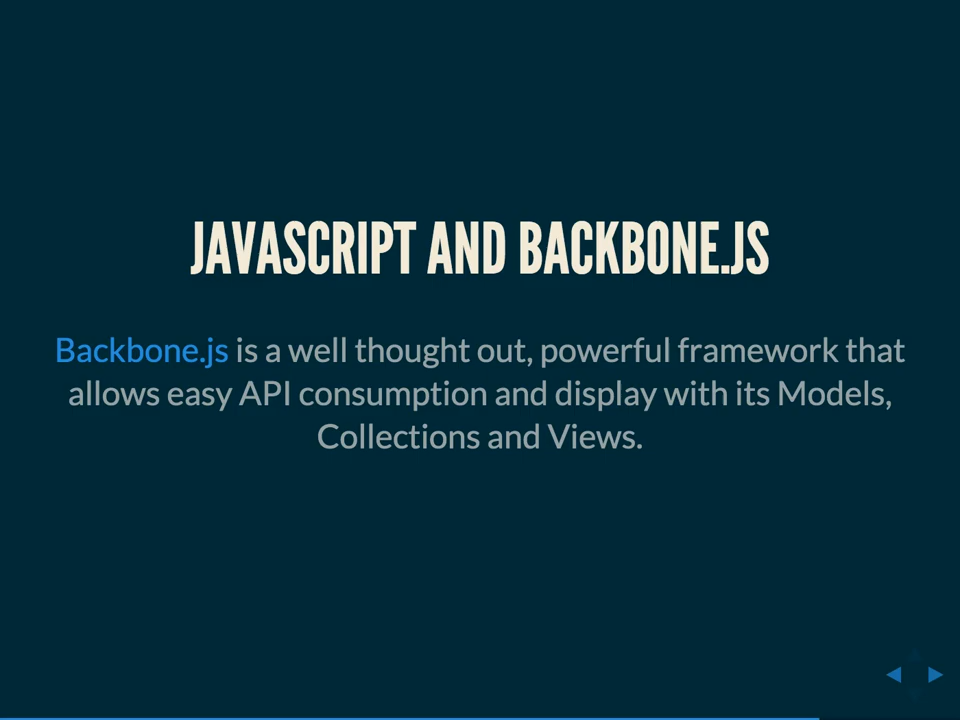 JAVASCRIPT AND BACKBONE.JS
Backbone.js is a well thought out, powerful framework that
allows easy API consumption and display with its Models,
Collections and Views.